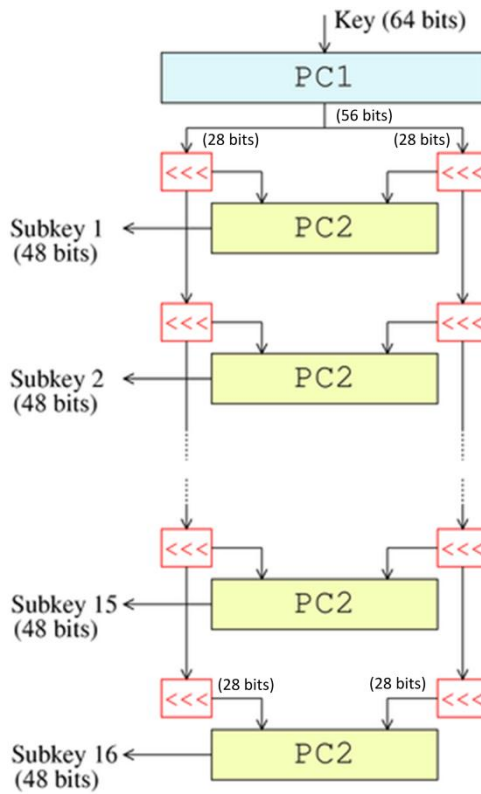 Key (64 bits)
PC1
(56 bits)
(28 bits) (28 bits)
<<< <<<
PC2
Subkey 1
(48 bits)
<<< <<<
PC2
Subkey 2
(48 bits)
<<< <<<
PC2
Subkey 15
(48 bits)
<<< (28 bits) (28 bits) <<<
PC2
Subkey 16
(48 bits)